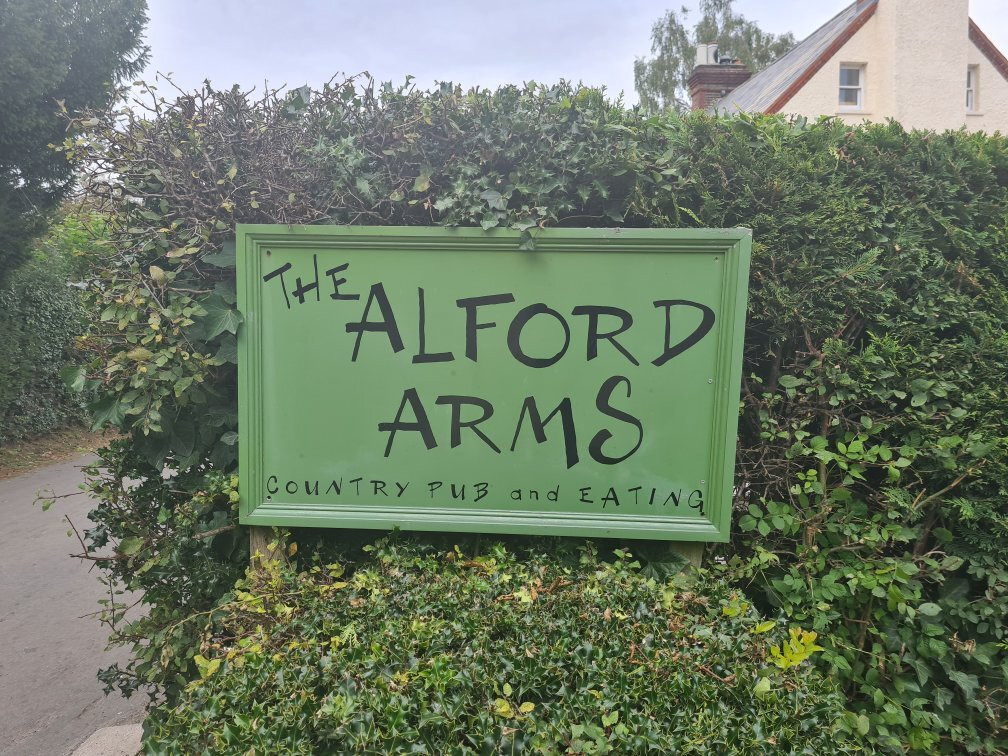 THE ALFORD
ARMS
COUNTRY PUB and EATING